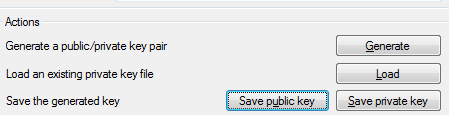 Actions
Generate a public/private key pair Generate
Load an existing private key file Load
Save the generated key Save public key Save private key